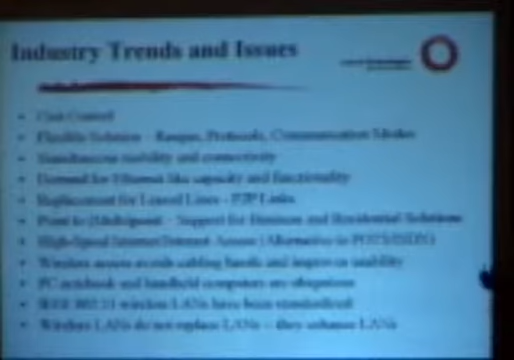 Industry Trends and Issues
Cost Control
Flexible Solution - Ranges, Protocols, Communication Modes
Simultaneous mobility and connectivity
Demand for Ethernet like capacity and functionality
Replacement for Leased Lines - P2P Links
Point to (Multi)point - Support for Business and Residential Solutions
High-Speed Internet/Intranet Access (Alternative to POTS/ISDN)
Wireless access avoids cabling hassle and improves usability
PC notebook and handheld computers are ubiquitous
IEEE 802.11 wireless LANs have been standardized
Wireless LANs do not replace LANs - they enhance LANs